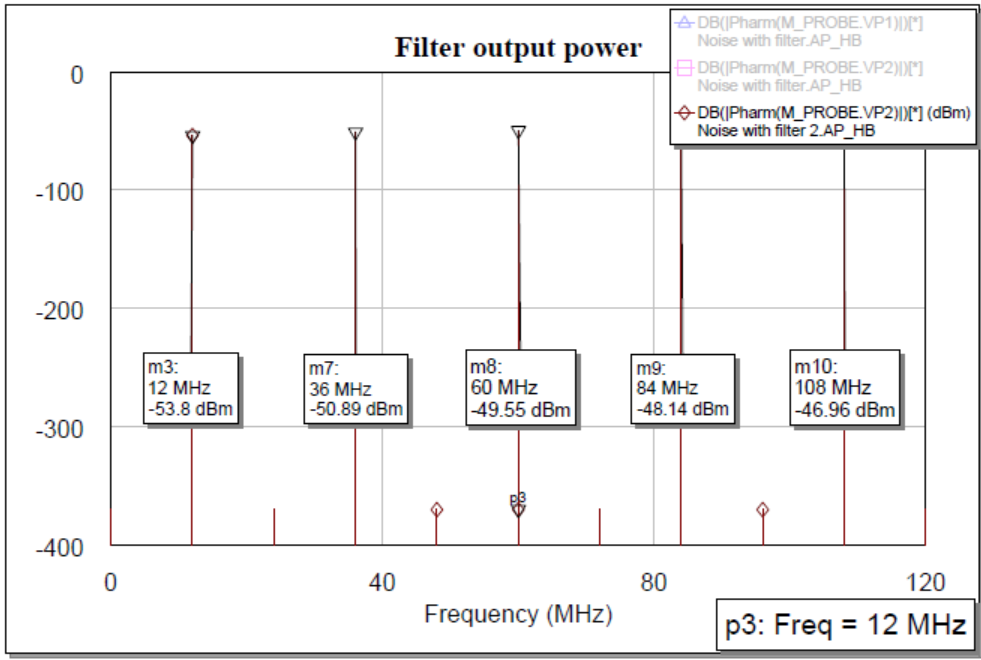 Filter output power
DB(|Pharm(M_PROBE.VP1)|)[*]
Noise with filter.AP_HB
DB(|Pharm(M_PROBE.VP2)|)[*]
Noise with filter.AP_HB
DB(|Pharm(M_PROBE.VP2)|)[*] (dBm)
Noise with filter 2.AP_HB
0
-100
-200
-300
-400
m3:
12 MHz
-53.8 dBm
m7:
36 MHz
-50.89 dBm
m8:
60 MHz
-49.55 dBm
m9:
84 MHz
-48.14 dBm
m10:
108 MHz
-46.96 dBm
p3
0
40
80
120
Frequency (MHz)
p3: Freq = 12 MHz